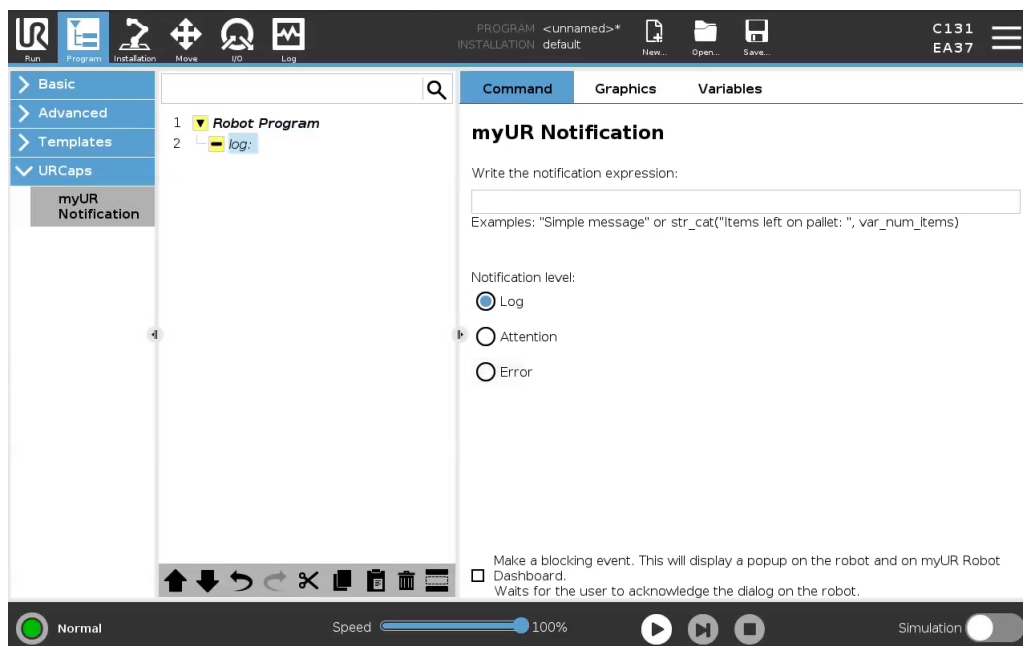 UR
Run
Program
Installation
Move
I/O
Log
PROGRAM <unnamed>*
INSTALLATION default
New...
Open...
Save...
C131
EA37
Basic
Advanced
Templates
URCaps
myUR
Notification
1 Robot Program
2 log:
Command Graphics Variables
myUR Notification
Write the notification expression:
Examples: "Simple message" or str_cat("Items left on pallet: ", var_num_items)
Notification level:
Log
Attention
Error
Make a blocking event. This will display a popup on the robot and on myUR Robot
Dashboard.
Waits for the user to acknowledge the dialog on the robot.
Normal
Speed 100%
Simulation